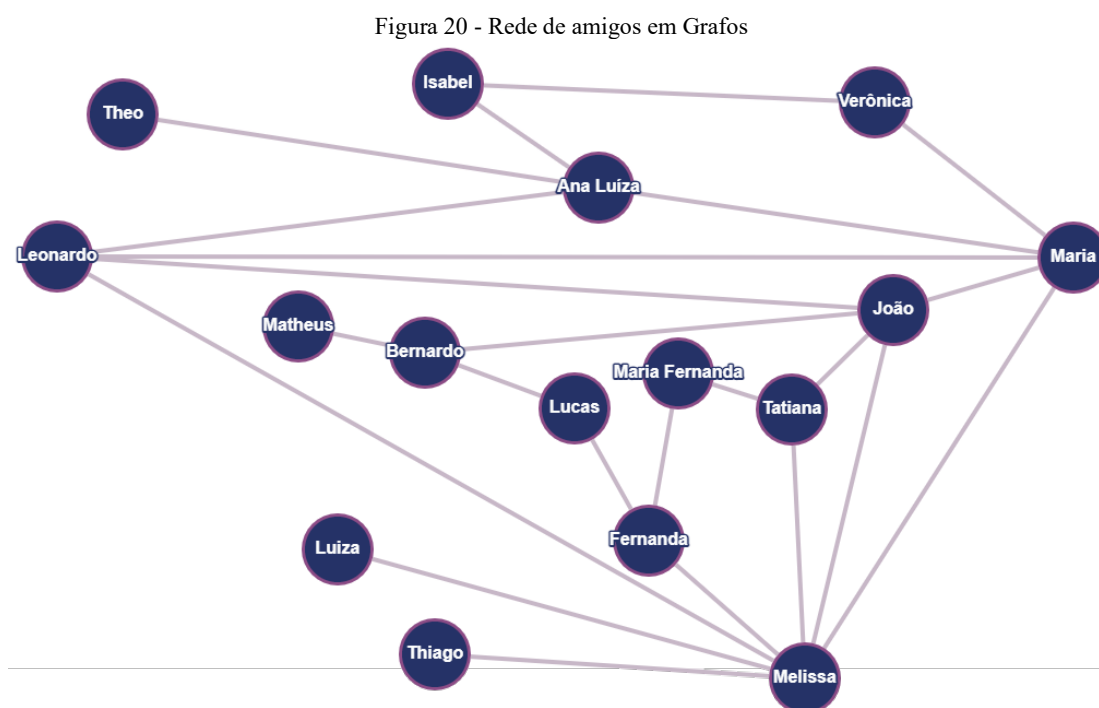 Figura 20 - Rede de amigos em Grafos
Isabel
Verônica
Theo
Ana Luíza
Leonardo
Maria
João
Matheus
Bernardo
Maria Fernanda
Lucas
Tatiana
Fernanda
Luiza
Thiago
Melissa